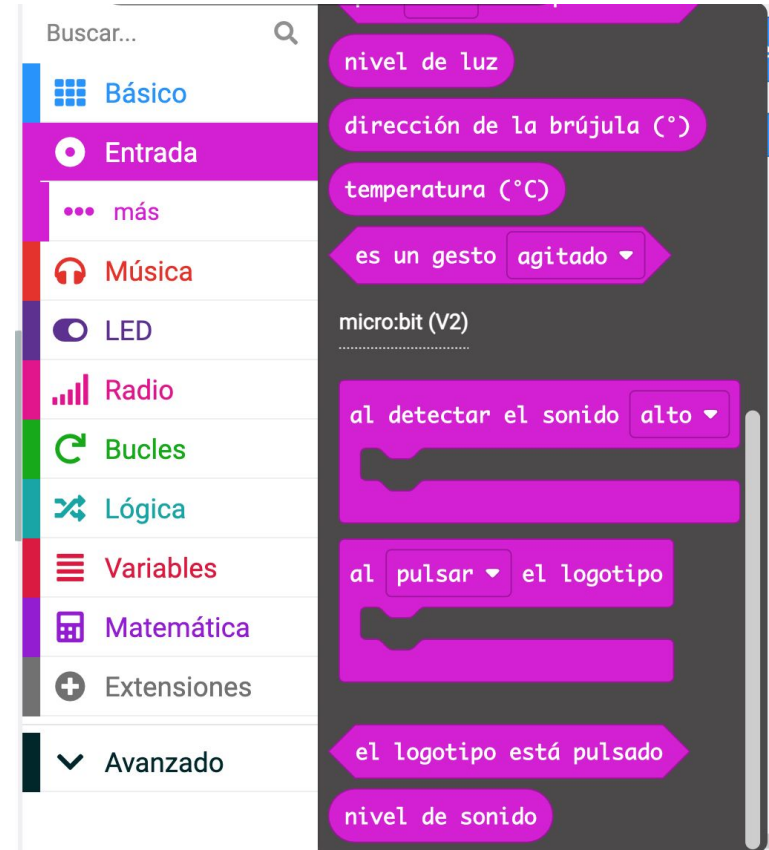 Buscar...
Básico
Entrada
más
Música
LED
Radio
Bucles
Lógica
Variables
Matemática
Extensiones
Avanzado
nivel de luz
dirección de la brújula (°)
temperatura (°C)
es un gesto agitado
micro:bit (V2)
al detectar el sonido alto
al pulsar el logotipo
el logotipo está pulsado
nivel de sonido